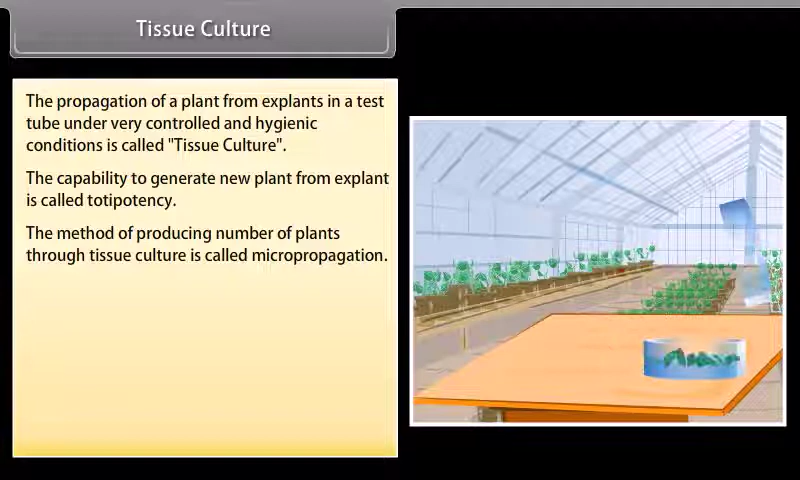 Tissue Culture
The propagation of a plant from explants in a test
tube under very controlled and hygienic
conditions is called "Tissue Culture".
The capability to generate new plant from explant
is called totipotency.
The method of producing number of plants
through tissue culture is called micropropagation.